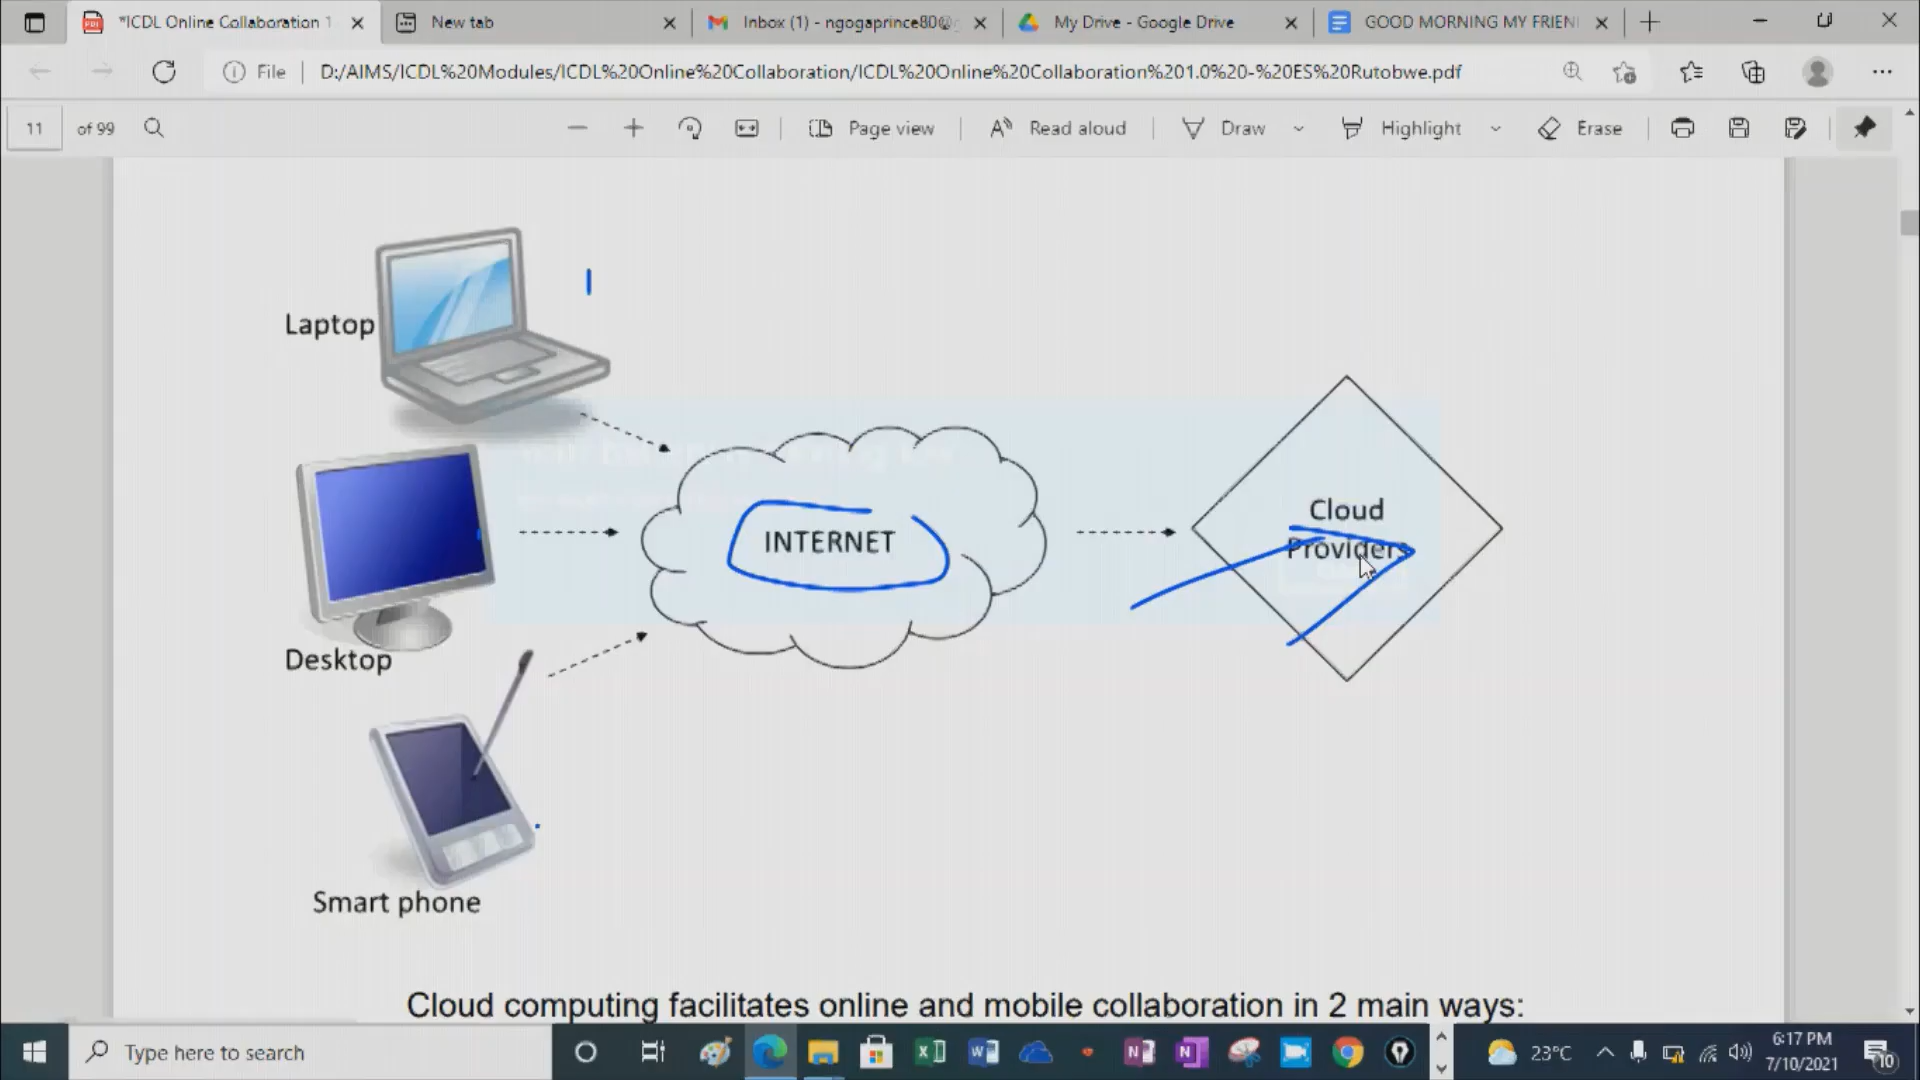 *ICDL Online Collaboration 1
New tab
Inbox (1) - ngogaprince80@
My Drive - Google Drive
GOOD MORNING MY FRIEN
File
D:/AIMS/ICDL%20Modules/ICDL%20Online%20Collaboration/ICDL%20Online%20Collaboration%201.0%20-%20ES%20Rutobwe.pdf
11 of 99
Page view
Read aloud
Draw
Highlight
Erase
Laptop
INTERNET
Cloud
Providers
Desktop
Smart phone
Cloud computing facilitates online and mobile collaboration in 2 main ways:
Type here to search
23°C
6:17 PM
7/10/2021
10